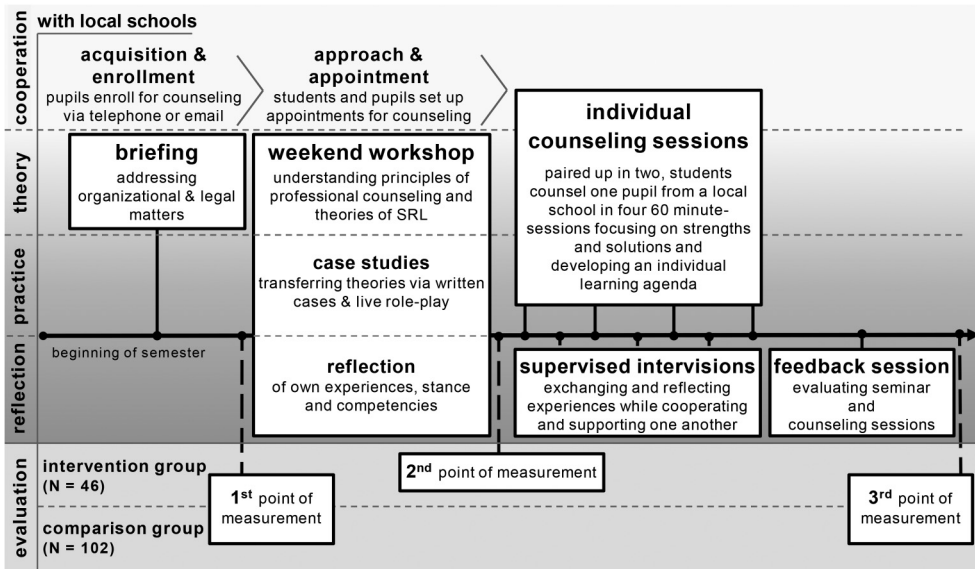 cooperation
with local schools
acquisition &
enrollment
pupils enroll for counseling
via telephone or email
approach &
appointment
students and pupils set up
appointments for counseling
individual
counseling sessions
paired up in two, students
counsel one pupil from a local
school in four 60 minute-
sessions focusing on strengths
and solutions and
developing an individual
learning agenda
theory
briefing
addressing
organizational & legal
matters
weekend workshop
understanding principles of
professional counseling and
theories of SRL
practice
case studies
transferring theories via written
cases & live role-play
beginning of semester
reflection
reflection
of own experiences, stance
and competencies
supervised intervisions
exchanging and reflecting
experiences while cooperating
and supporting one another
feedback session
evaluating seminar
and
counseling sessions
evaluation
intervention group
(N = 46)
comparison group
(N = 102)
1st point of
measurement
2nd point of
measurement
3rd point of
measurement